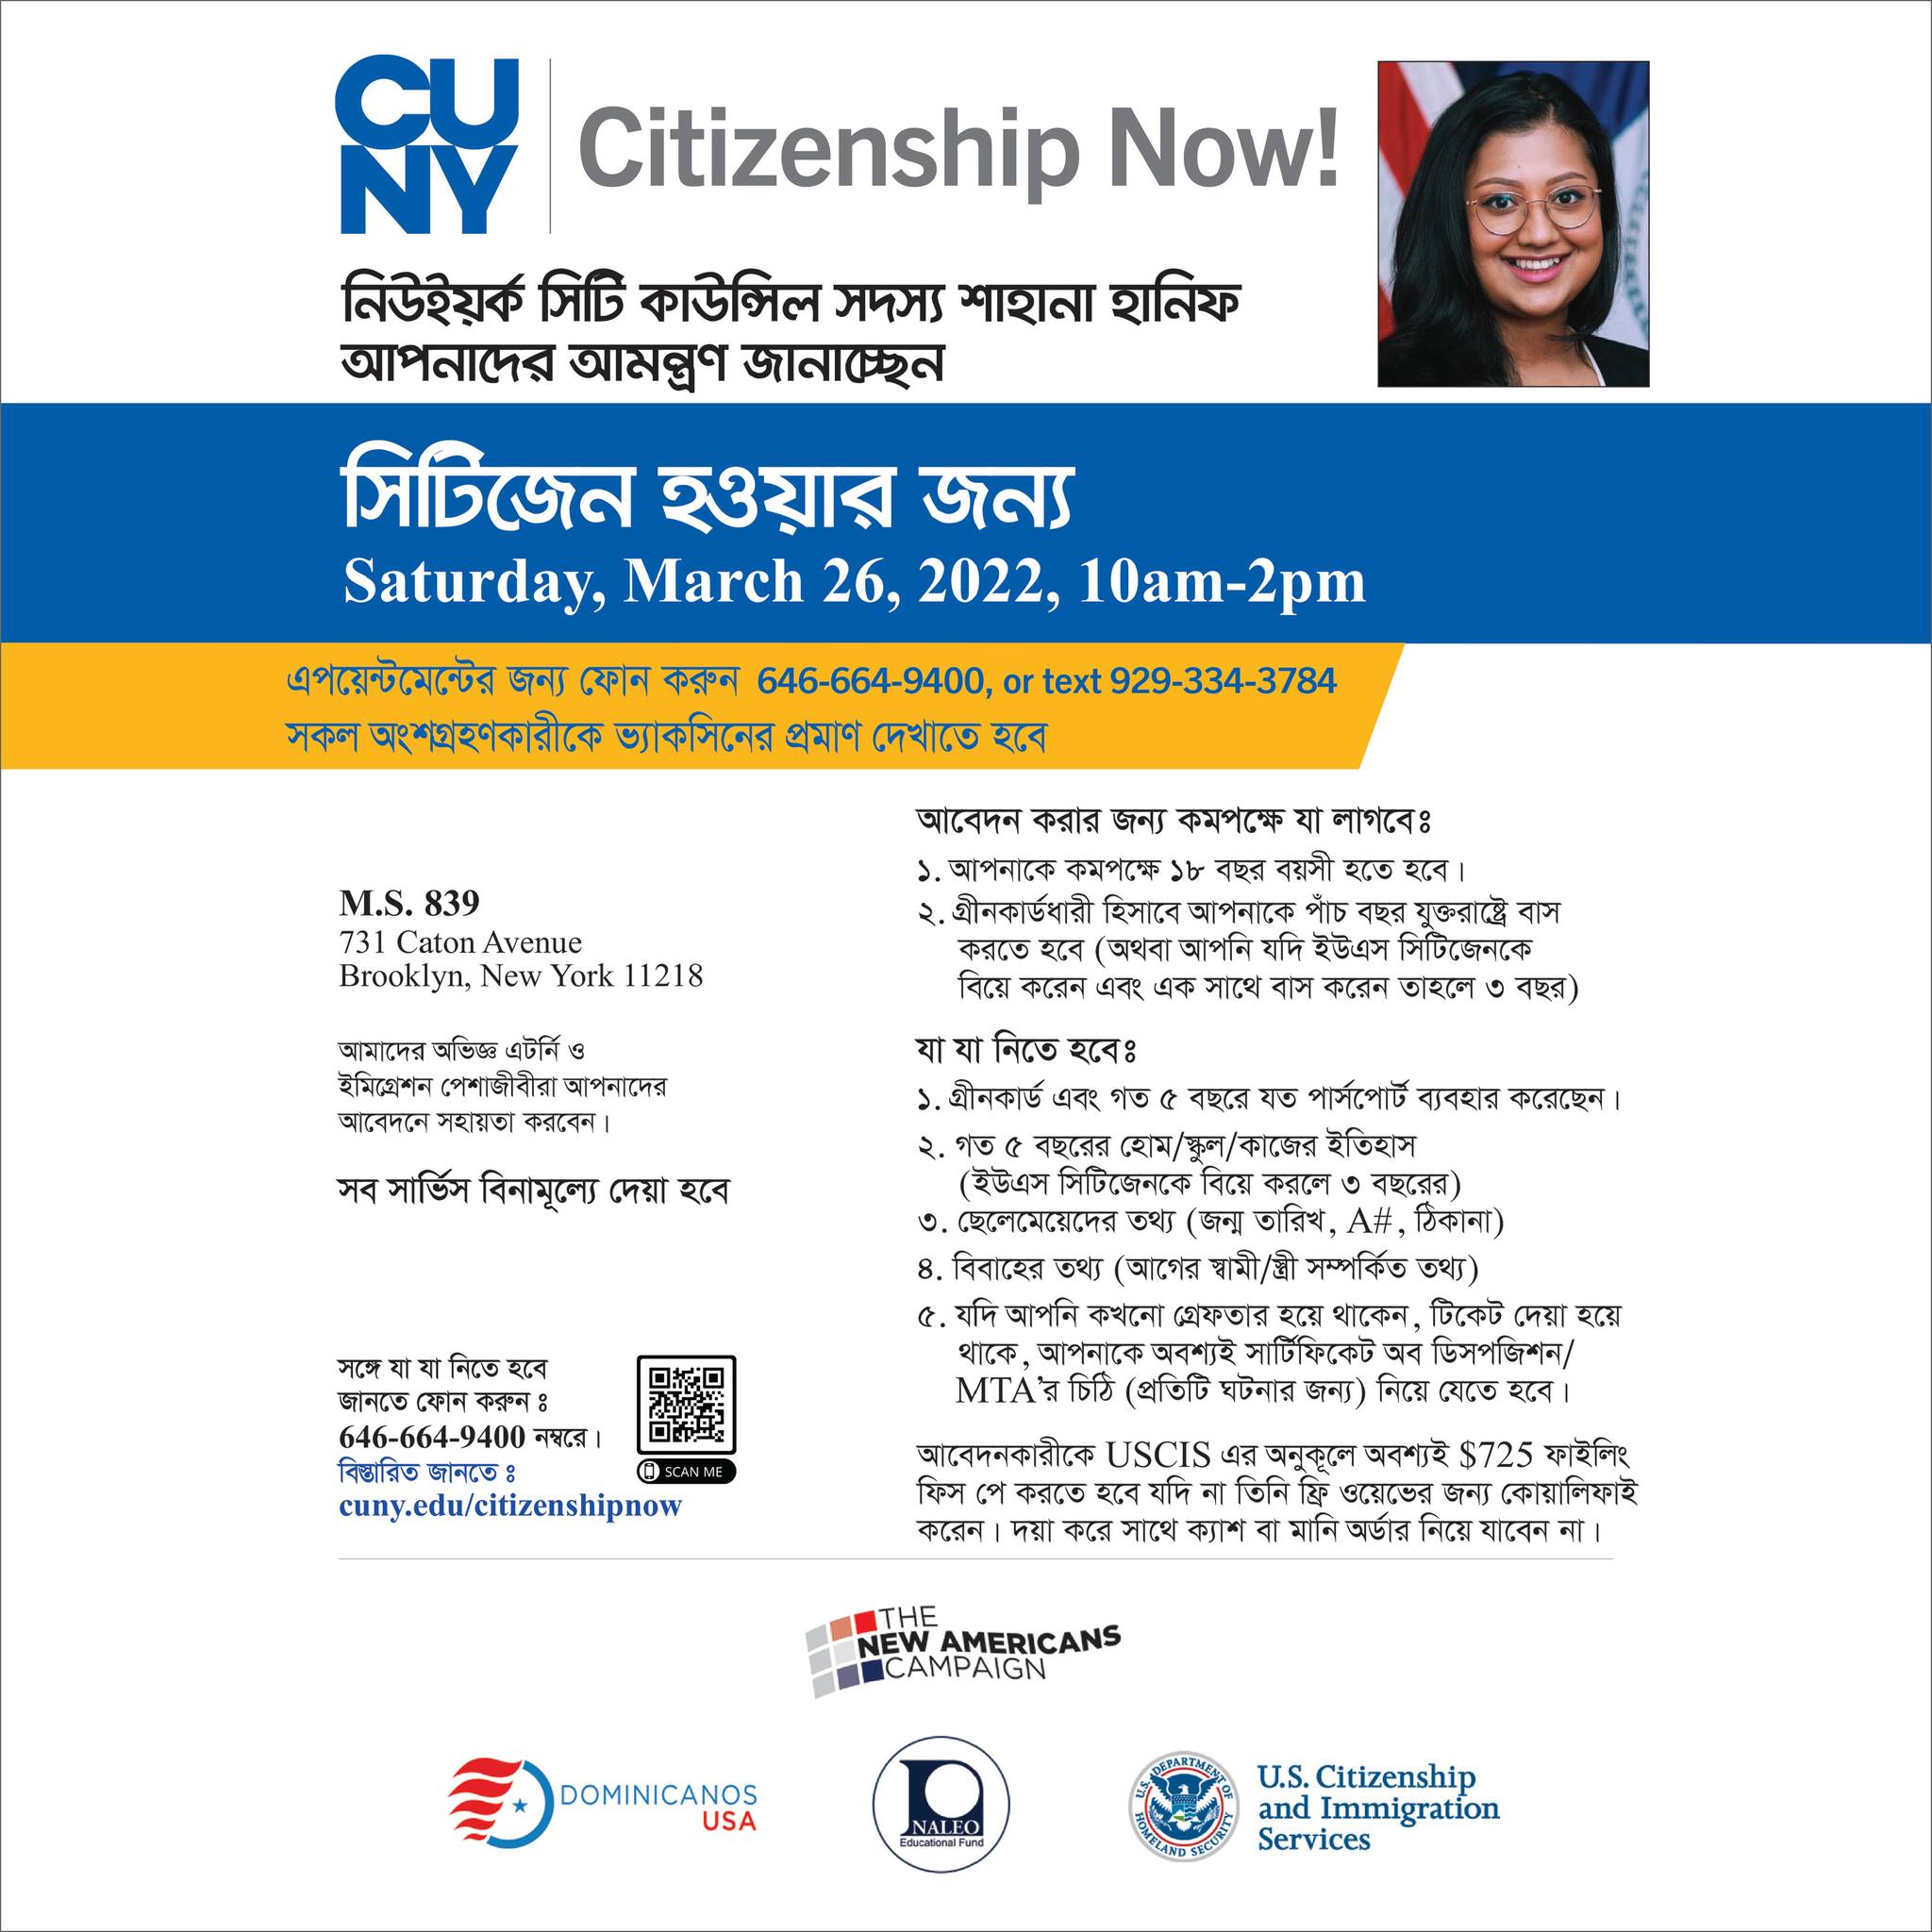 CU
NY
Citizenship Now!
নিউইয়র্ক সিটি কাউন্সিল সদস্য শাহানা হানিফ
আপনাদের আমন্ত্রণ জানাচ্ছেন
সিটিজেন হওয়ার জন্য
Saturday, March 26, 2022, 10am-2pm
এপয়েন্টমেন্টের জন্য ফোন করুন 646-664-9400, or text 929-334-3784
সকল অংশগ্রহণকারীকে ভ্যাকসিনের প্রমাণ দেখাতে হবে
M.S. 839
731 Caton Avenue
Brooklyn, New York 11218
আমাদের অভিজ্ঞ এটর্নি ও
ইমিগ্রেশন পেশাজীবীরা আপনাদের
আবেদনে সহায়তা করবেন।
সব সার্ভিস বিনামূল্যে দেয়া হবে
সঙ্গে যা যা নিতে হবে
জানতে ফোন করুন ঃ
646-664-9400 নম্বরে।
বিস্তারিত জানতে ঃ
cuny.edu/citizenshipnow
SCAN ME
আবেদন করার জন্য কমপক্ষে যা লাগবেঃ
১. আপনাকে কমপক্ষে ১৮ বছর বয়সী হতে হবে।
২. গ্রীনকার্ডধারী হিসাবে আপনাকে পাঁচ বছর যুক্তরাষ্ট্রে বাস
করতে হবে (অথবা আপনি যদি ইউএস সিটিজেনকে
বিয়ে করেন এবং এক সাথে বাস করেন তাহলে ৩ বছর)
যা যা নিতে হবেঃ
১. গ্রীনকার্ড এবং গত ৫ বছরে যত পার্সপোর্ট ব্যবহার করেছেন।
২. গত ৫ বছরের হোম/স্কুল/কাজের ইতিহাস
(ইউএস সিটিজেনকে বিয়ে করলে ৩ বছরের)
৩. ছেলেমেয়েদের তথ্য (জন্ম তারিখ, A#, ঠিকানা)
৪. বিবাহের তথ্য (আগের স্বামী/স্ত্রী সম্পর্কিত তথ্য)
৫. যদি আপনি কখনো গ্রেফতার হয়ে থাকেন, টিকেট দেয়া হয়ে
থাকে, আপনাকে অবশ্যই সার্টিফিকেট অব ডিসপজিশন/
MTA'র চিঠি (প্রতিটি ঘটনার জন্য) নিয়ে যেতে হবে।
আবেদনকারীকে USCIS এর অনুকূলে অবশ্যই $725 ফাইলিং
ফিস পে করতে হবে যদি না তিনি ফ্রি ওয়েভের জন্য কোয়ালিফাই
করেন। দয়া করে সাথে ক্যাশ বা মানি অর্ডার নিয়ে যাবেন না।
THE
NEW AMERICANS
CAMPAIGN
DOMINICANOS
USA
NALEO
Educational Fund
U.S. DEPARTMENT OF
HOMELAND SECURITY
U.S. Citizenship
and Immigration
Services